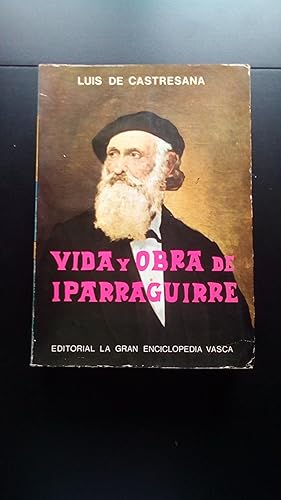 LUIS DE CASTRESANA
VIDA Y OBRA DE
IPARRAGUIRRE
EDITORIAL LA GRAN ENCICLOPEDIA VASCA